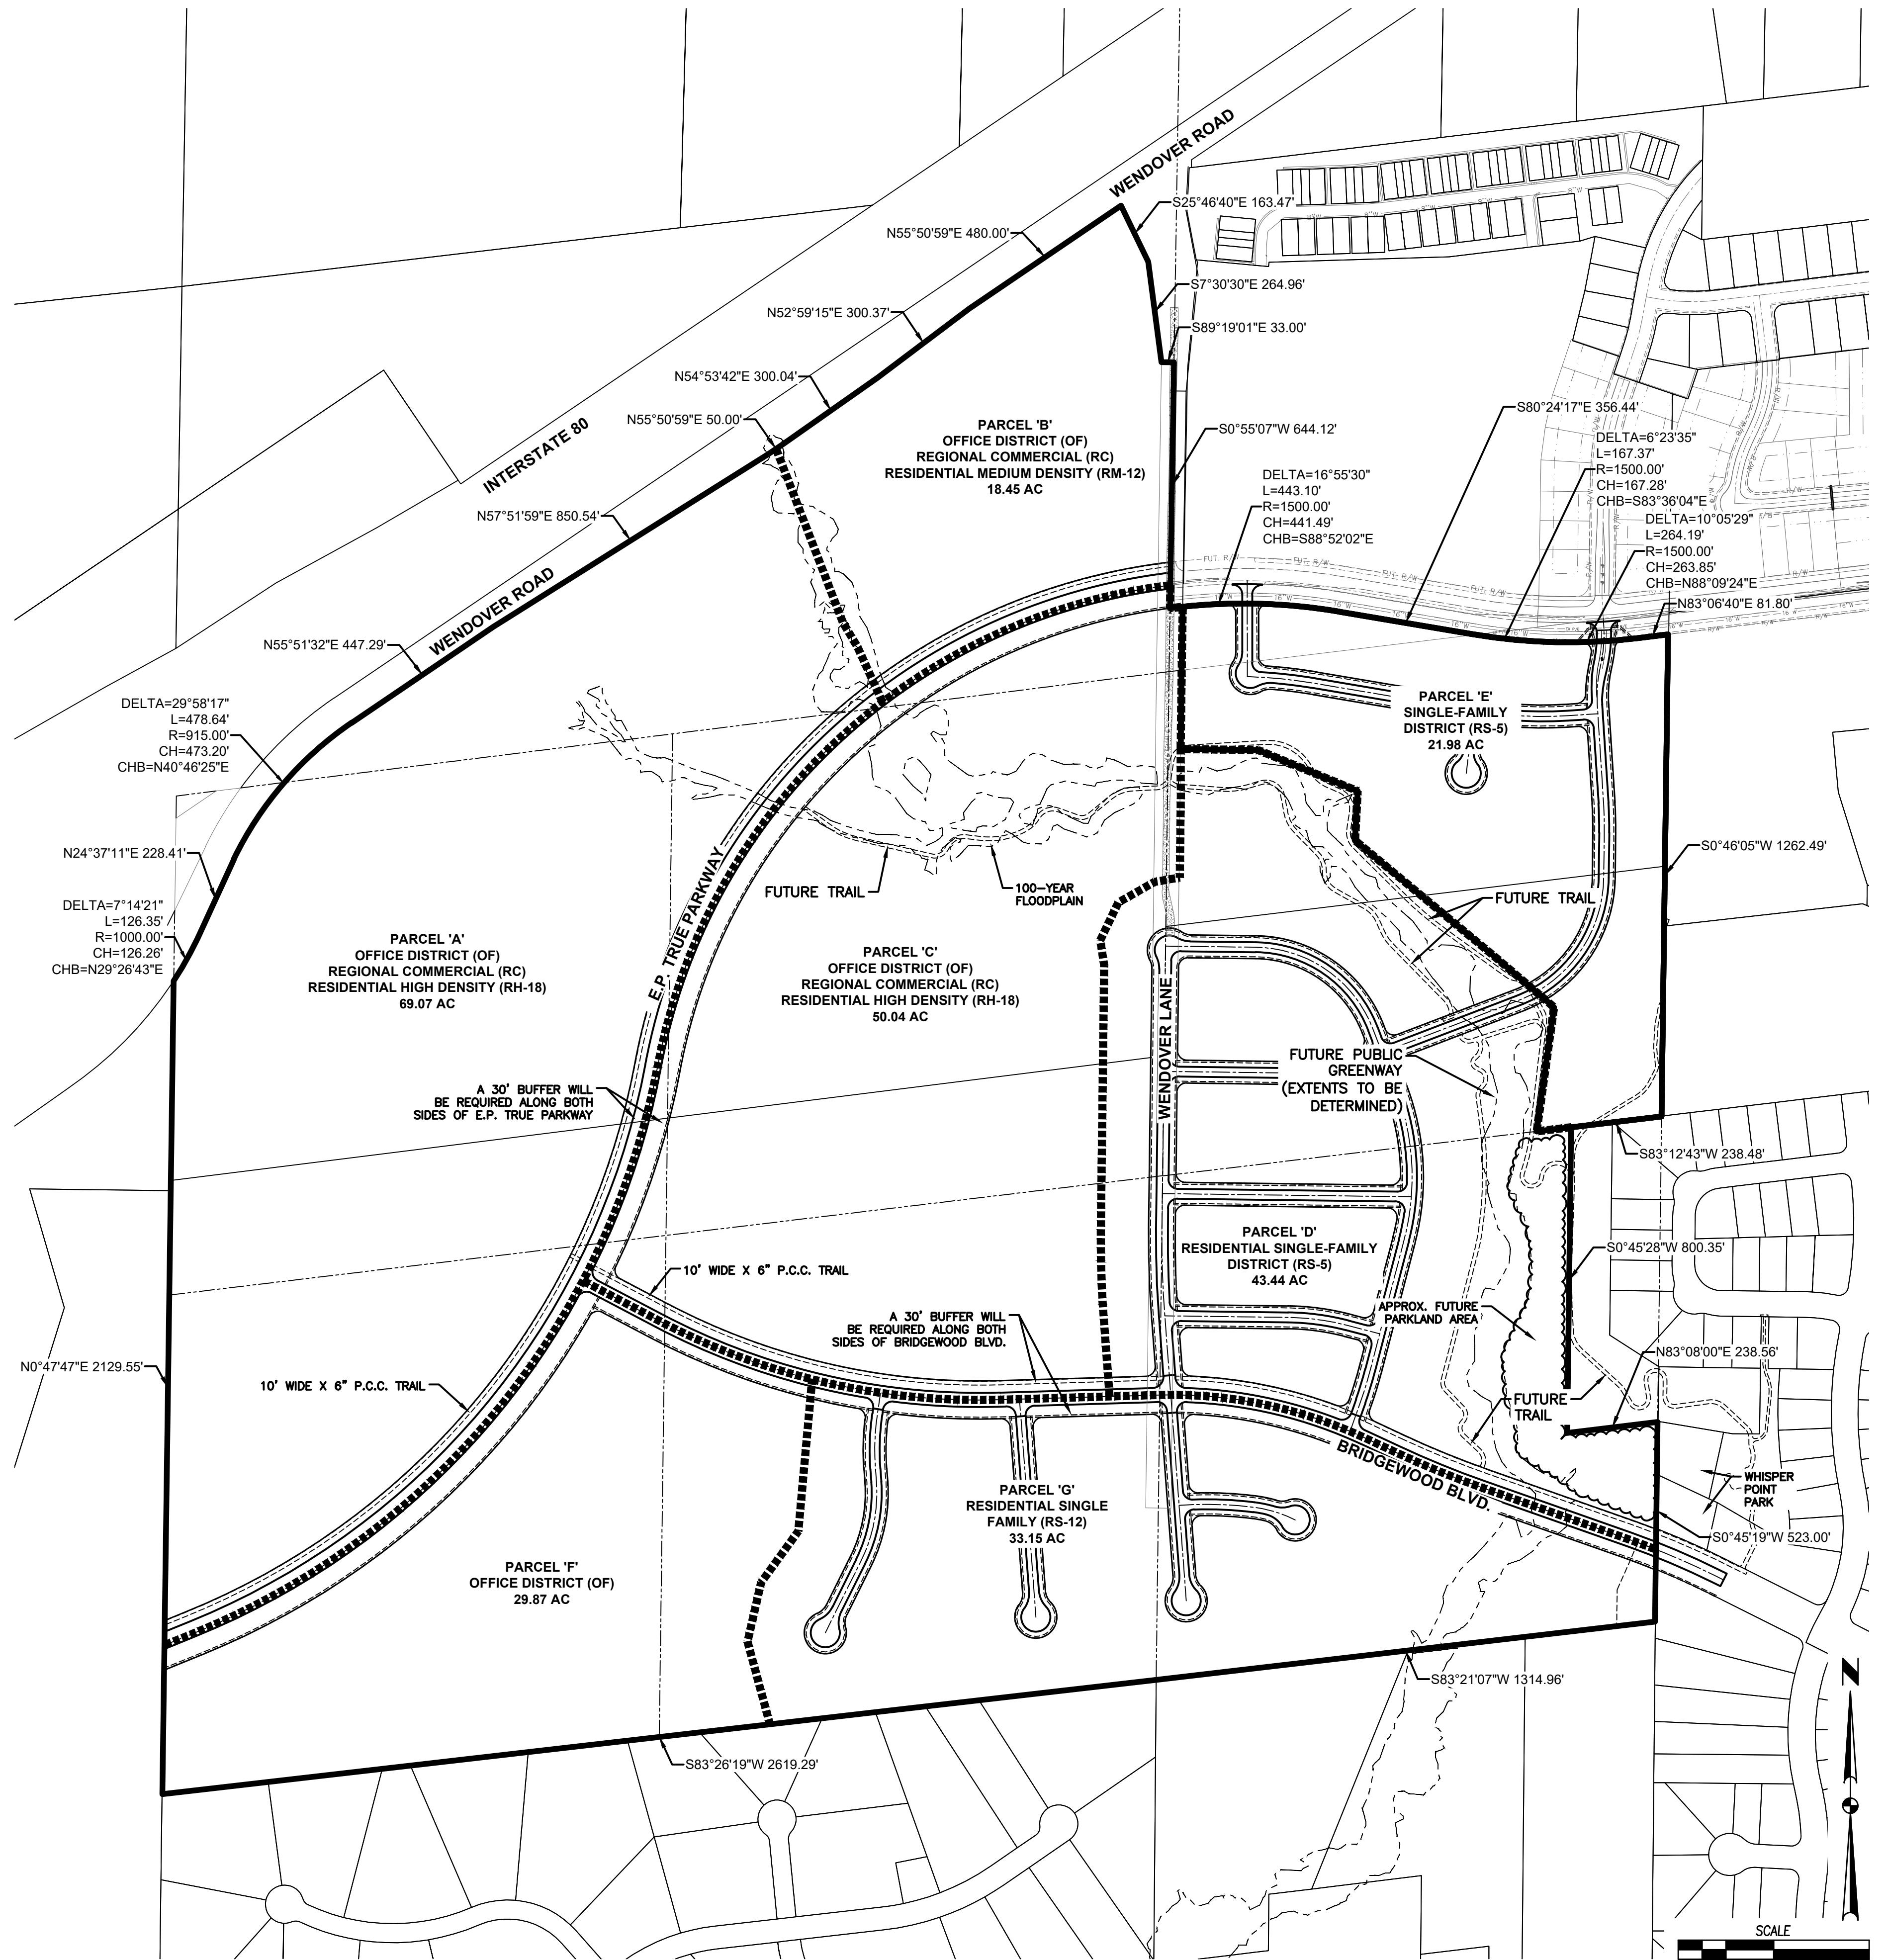 WENDOVER ROAD
S25°46'40"E 163.47'
N55°50'59"E 480.00'
S7°30'30"E 264.96'
N52°59'15"E 300.37'
S89°19'01"E 33.00'
N54°53'42"E 300.04'
N55°50'59"E 50.00'
INTERSTATE 80
PARCEL 'B'
OFFICE DISTRICT (OF)
REGIONAL COMMERCIAL (RC)
RESIDENTIAL MEDIUM DENSITY (RM-12)
18.45 AC
S0°55'07"W 644.12'
S80°24'17"E 356.44'
DELTA=6°23'35"
L=167.37'
R=1500.00'
CH=167.28'
CHB=S83°36'04"E
DELTA=16°55'30"
L=443.10'
R=1500.00'
CH=441.49'
CHB=S88°52'02"E
DELTA=10°05'29"
L=264.19'
R=1500.00'
CH=263.85'
CHB=N88°09'24"E
N83°06'40"E 81.80'
FUT. R/W
FUT. R/W
FUT. R/W
FUT. R/W
N57°51'59"E 850.54'
WENDOVER ROAD
N55°51'32"E 447.29'
DELTA=29°58'17"
L=478.64'
R=915.00'
CH=473.20'
CHB=N40°46'25"E
PARCEL 'E'
SINGLE-FAMILY
DISTRICT (RS-5)
21.98 AC
N24°37'11"E 228.41'
S0°46'05"W 1262.49'
DELTA=7°14'21"
L=126.35'
R=1000.00'
CH=126.26'
CHB=N29°26'43"E
FUTURE TRAIL
100-YEAR
FLOODPLAIN
FUTURE TRAIL
E.P. TRUE PARKWAY
PARCEL 'A'
OFFICE DISTRICT (OF)
REGIONAL COMMERCIAL (RC)
RESIDENTIAL HIGH DENSITY (RH-18)
69.07 AC
PARCEL 'C'
OFFICE DISTRICT (OF)
REGIONAL COMMERCIAL (RC)
RESIDENTIAL HIGH DENSITY (RH-18)
50.04 AC
WENDOVER LANE
FUTURE PUBLIC
GREENWAY
(EXTENTS TO BE
DETERMINED)
A 30' BUFFER WILL
BE REQUIRED ALONG BOTH
SIDES OF E.P. TRUE PARKWAY
S83°12'43"W 238.48'
PARCEL 'D'
RESIDENTIAL SINGLE-FAMILY
DISTRICT (RS-5)
43.44 AC
S0°45'28"W 800.35'
10' WIDE X 6" P.C.C. TRAIL
A 30' BUFFER WILL
BE REQUIRED ALONG BOTH
SIDES OF BRIDGEWOOD BLVD.
APPROX. FUTURE
PARKLAND AREA
N83°08'00"E 238.56'
N0°47'47"E 2129.55'
10' WIDE X 6" P.C.C. TRAIL
FUTURE
TRAIL
BRIDGEWOOD BLVD.
WHISPER
POINT
PARK
PARCEL 'G'
RESIDENTIAL SINGLE
FAMILY (RS-12)
33.15 AC
S0°45'19"W 523.00'
PARCEL 'F'
OFFICE DISTRICT (OF)
29.87 AC
S83°21'07"W 1314.96'
N
S83°26'19"W 2619.29'
SCALE